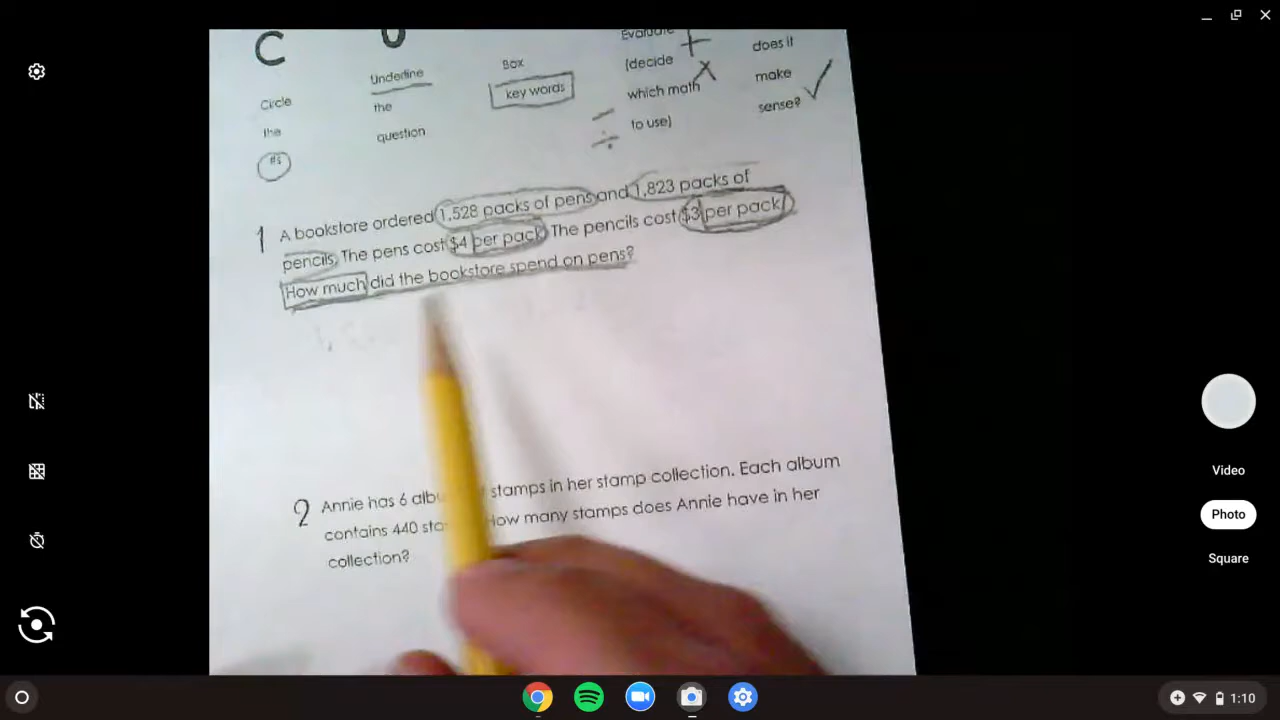 C U
Evaluate + does it
Underline Box (decide
key words which math × make
Circle the sense? ✓
the question − to use)
#s ÷
1 A bookstore ordered 1,528 packs of pens and 1,823 packs of
pencils. The pens cost $4 per pack. The pencils cost $3 per pack.
How much did the bookstore spend on pens?
2 Annie has 6 stamps in her stamp collection. Each album
contains 440 How many stamps does Annie have in her
collection?
Video
Photo
Square
1:10